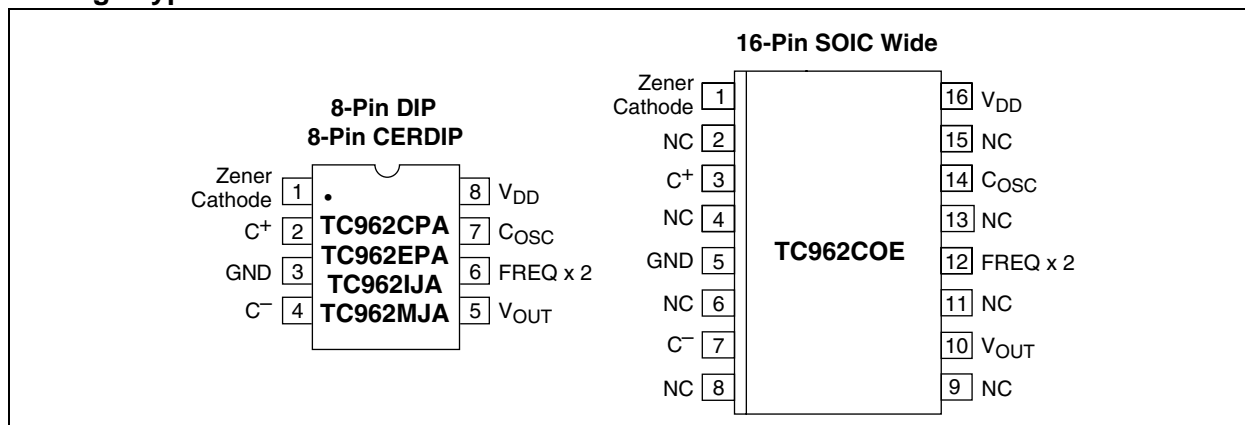 8-Pin DIP
8-Pin CERDIP
Zener
Cathode 1
C+ 2
GND 3
C– 4
TC962CPA
TC962EPA
TC962IJA
TC962MJA
8 VDD
7 COSC
6 FREQ x 2
5 VOUT
16-Pin SOIC Wide
Zener
Cathode 1
NC 2
C+ 3
NC 4
GND 5
NC 6
C– 7
NC 8
TC962COE
16 VDD
15 NC
14 COSC
13 NC
12 FREQ x 2
11 NC
10 VOUT
9 NC